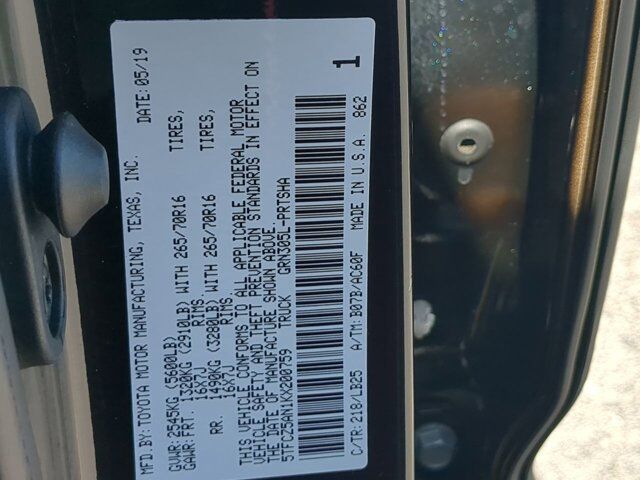 MFD.BY:TOYOTA MOTOR MANUFACTURING, TEXAS, INC. DATE:05/19
GVWR:2545KG (5600LB)
GAWR:FRT. 1320KG (2910LB) WITH 265/70R16 TIRES,
16X7J RIMS
RR. 1490KG (3280LB) WITH 265/70R16 TIRES,
16X7J RIMS
THIS VEHICLE CONFORMS TO ALL APPLICABLE FEDERAL MOTOR
VEHICLE SAFETY AND THEFT PREVENTION STANDARDS IN EFFECT ON
THE DATE OF MANUFACTURE SHOWN ABOVE.
5TFCZ5AN1KX200759 TRUCK GRN305L-PRTSHA
C/TR:218/LB25 A/TM:B07B/AC60F MADE IN U.S.A. 862
1